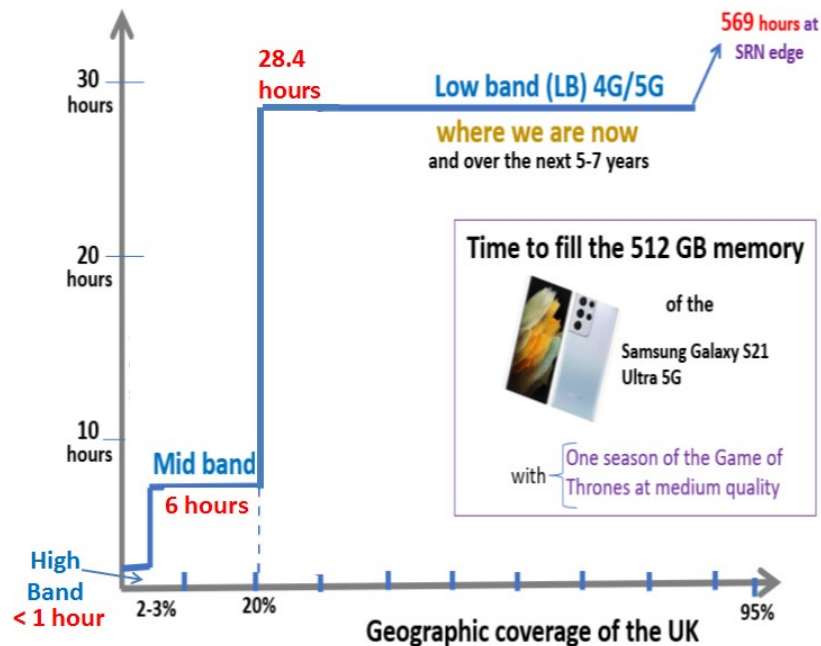 569 hours at
SRN edge
28.4
hours
30
hours
Low band (LB) 4G/5G
where we are now
and over the next 5-7 years
20
hours
Time to fill the 512 GB memory
of the
Samsung Galaxy S21
Ultra 5G
with
One season of the Game of
Thrones at medium quality
10
hours
Mid band
6 hours
High
Band
< 1 hour
2-3%
20%
95%
Geographic coverage of the UK